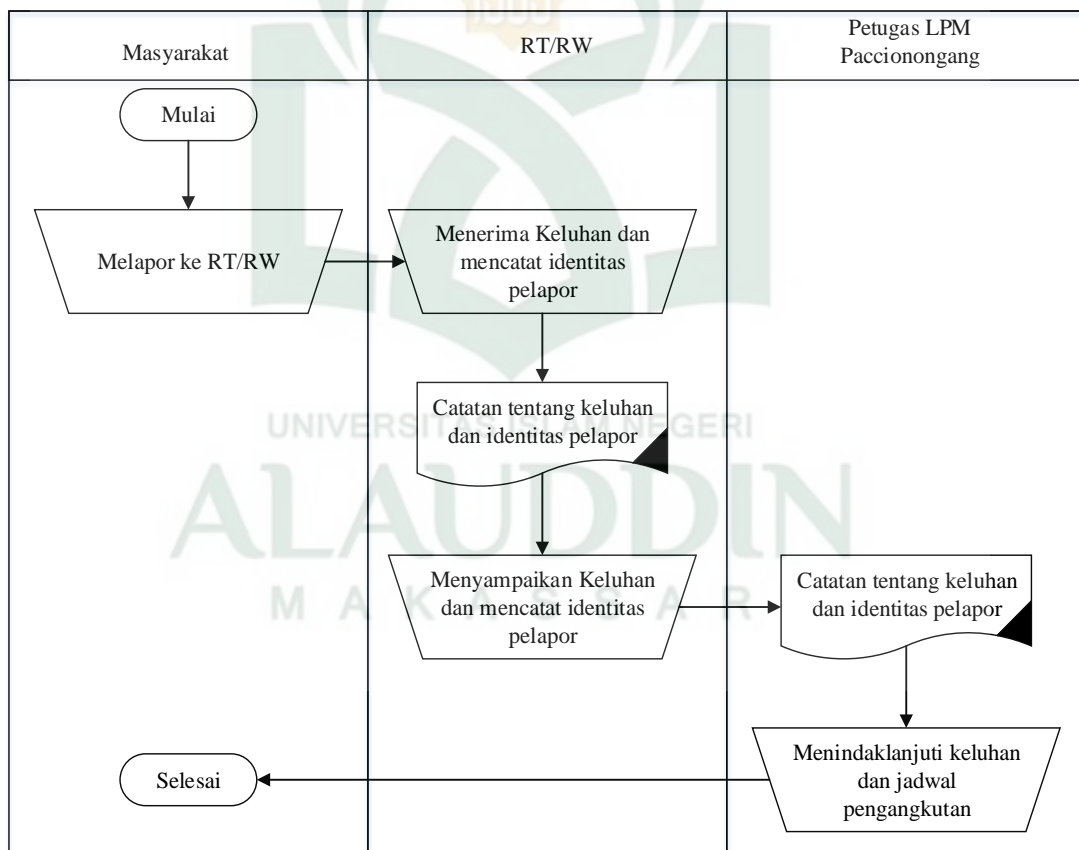 Masyarakat
RT/RW
Petugas LPM
Paccionongang
Mulai
Melapor ke RT/RW
Menerima Keluhan dan
mencatat identitas
pelapor
Catatan tentang keluhan
dan identitas pelapor
UNIVERSITAS ISLAM NEGERI
ALAUDDIN
MAKASSAR
Menyampaikan Keluhan
dan mencatat identitas
pelapor
Catatan tentang keluhan
dan identitas pelapor
Menindaklanjuti keluhan
dan jadwal
pengangkutan
Selesai